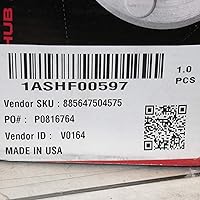 HUB
1ASHF00597
1.0
PCS
Vendor SKU : 885647504575
PO# : P0816764
Vendor ID : V0164
MADE IN USA